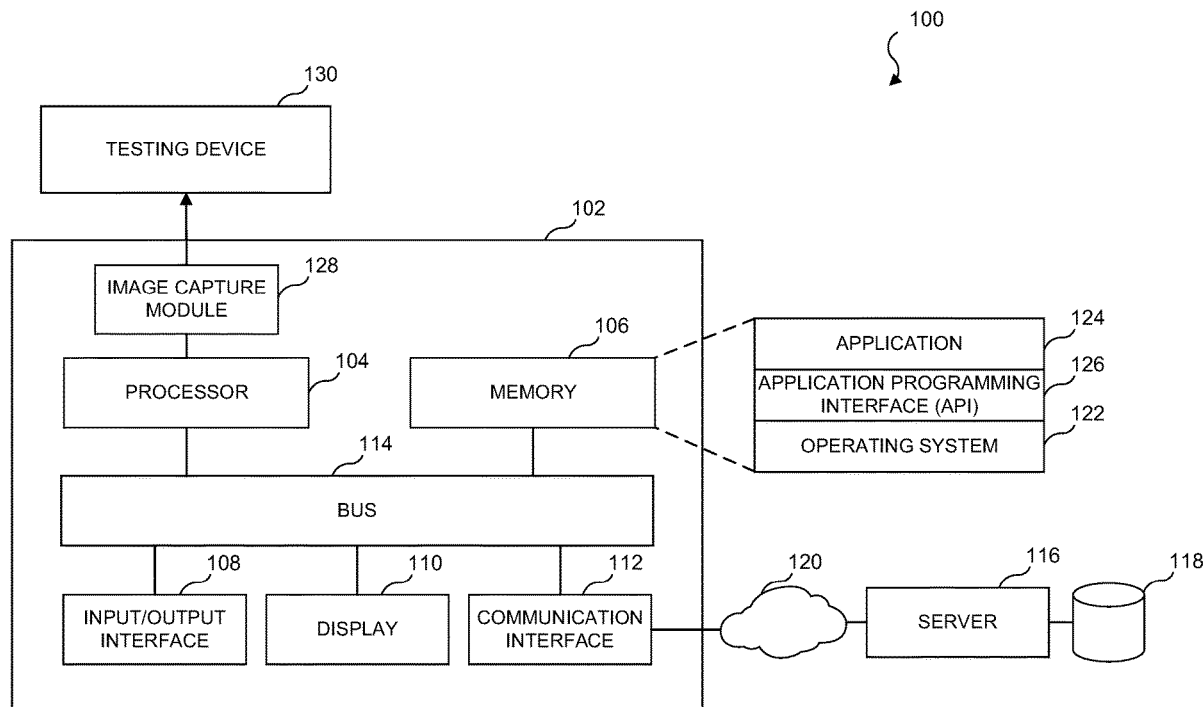 100
130
TESTING DEVICE
102
IMAGE CAPTURE
MODULE
128
106
104
PROCESSOR
MEMORY
124
APPLICATION
126
APPLICATION PROGRAMMING
INTERFACE (API)
122
OPERATING SYSTEM
114
BUS
108
110
112
INPUT/OUTPUT
INTERFACE
DISPLAY
COMMUNICATION
INTERFACE
120
116
118
SERVER